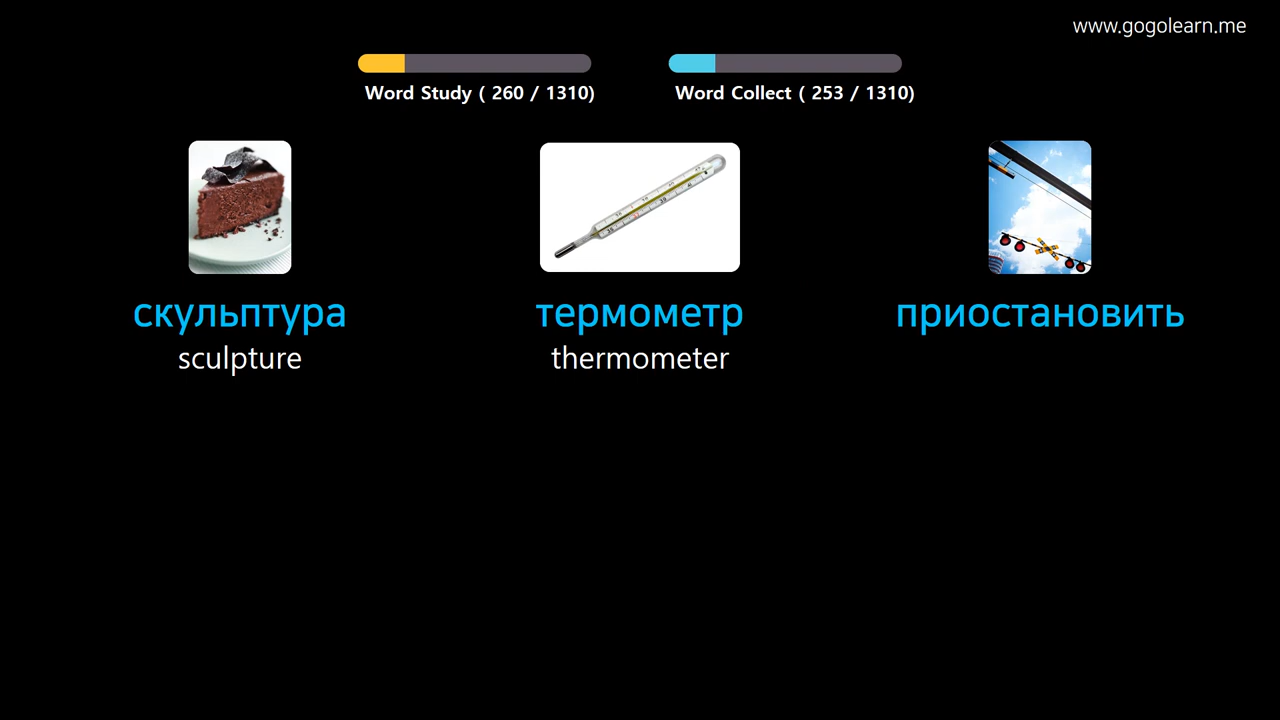 www.gogolearn.me
Word Study ( 260 / 1310)
Word Collect ( 253 / 1310)
скульптура
sculpture
термометр
thermometer
приостановить